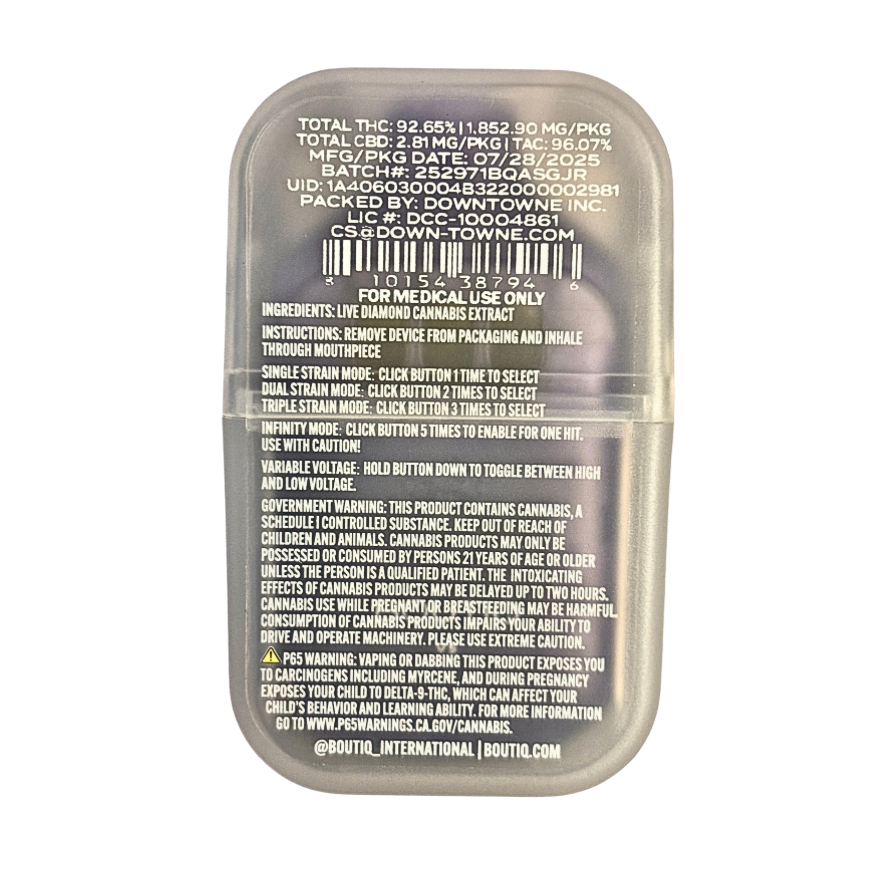 TOTAL THC: 92.65% | 1,852.90 MG/PKG
TOTAL CBD: 2.81 MG/PKG | TAC: 96.07%
MFG/PKG DATE: 07/28/2025
BATCH#: 252971BQASGJR
UID: 1A406030004B322000002981
PACKED BY: DOWNTOWNE INC.
LIC #: DCC-10004861
CS@DOWN-TOWNE.COM
8 10154 38794 6
FOR MEDICAL USE ONLY
INGREDIENTS: LIVE DIAMOND CANNABIS EXTRACT
INSTRUCTIONS: REMOVE DEVICE FROM PACKAGING AND INHALE
THROUGH MOUTHPIECE
SINGLE STRAIN MODE: CLICK BUTTON 1 TIME TO SELECT
DUAL STRAIN MODE: CLICK BUTTON 2 TIMES TO SELECT
TRIPLE STRAIN MODE: CLICK BUTTON 3 TIMES TO SELECT
INFINITY MODE: CLICK BUTTON 5 TIMES TO ENABLE FOR ONE HIT.
USE WITH CAUTION!
VARIABLE VOLTAGE: HOLD BUTTON DOWN TO TOGGLE BETWEEN HIGH
AND LOW VOLTAGE.
GOVERNMENT WARNING: THIS PRODUCT CONTAINS CANNABIS, A
SCHEDULE I CONTROLLED SUBSTANCE. KEEP OUT OF REACH OF
CHILDREN AND ANIMALS. CANNABIS PRODUCTS MAY ONLY BE
POSSESSED OR CONSUMED BY PERSONS 21 YEARS OF AGE OR OLDER
UNLESS THE PERSON IS A QUALIFIED PATIENT. THE INTOXICATING
EFFECTS OF CANNABIS PRODUCTS MAY BE DELAYED UP TO TWO HOURS.
CANNABIS USE WHILE PREGNANT OR BREASTFEEDING MAY BE HARMFUL.
CONSUMPTION OF CANNABIS PRODUCTS IMPAIRS YOUR ABILITY TO
DRIVE AND OPERATE MACHINERY. PLEASE USE EXTREME CAUTION.
P65 WARNING: VAPING OR DABBING THIS PRODUCT EXPOSES YOU
TO CARCINOGENS INCLUDING MYRCENE, AND DURING PREGNANCY
EXPOSES YOUR CHILD TO DELTA-9-THC, WHICH CAN AFFECT YOUR
CHILD'S BEHAVIOR AND LEARNING ABILITY. FOR MORE INFORMATION
GO TO WWW.P65WARNINGS.CA.GOV/CANNABIS.
@BOUTIQ_INTERNATIONAL | BOUTIQ.COM